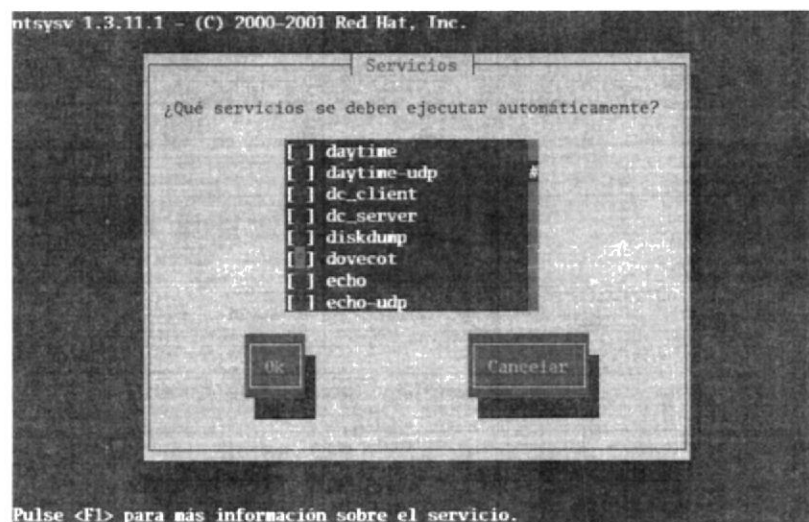 ntsysv 1.3.11.1 - (C) 2000-2001 Red Hat, Inc.
Servicios
¿Qué servicios se deben ejecutar automáticamente?
[ ] daytime
[ ] daytime-udp #
[ ] dc_client
[ ] dc_server
[ ] diskdump
[ ] dovecot
[ ] echo
[ ] echo-udp
Ok Cancelar
Pulse <F1> para más información sobre el servicio.